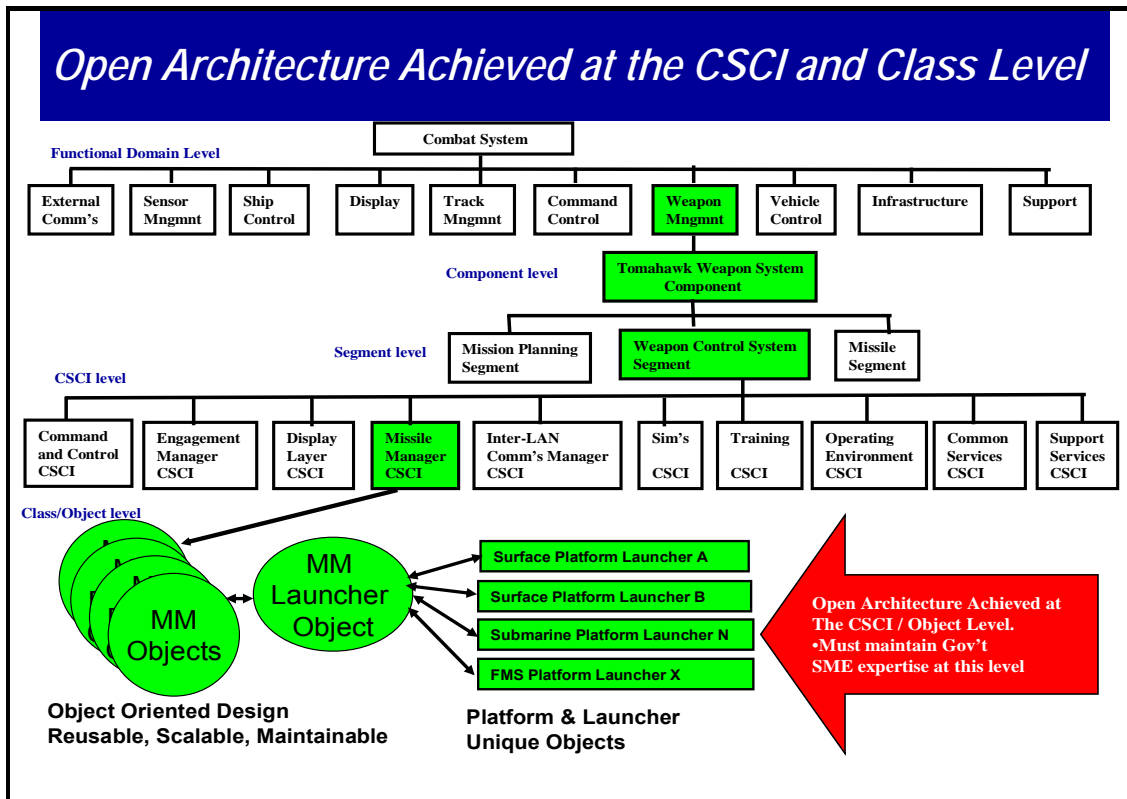 Open Architecture Achieved at the CSCI and Class Level
Combat System
Functional Domain Level
External
Comm's
Sensor
Mngmnt
Ship
Control
Display
Track
Mngmnt
Command
Control
Weapon
Mngmnt
Vehicle
Control
Infrastructure
Support
Component level
Tomahawk Weapon System
Component
Segment level
Mission Planning
Segment
Weapon Control System
Segment
Missile
Segment
CSCI level
Command
and Control
CSCI
Engagement
Manager
CSCI
Display
Layer
CSCI
Missile
Manager
CSCI
Inter-LAN
Comm's Manager
CSCI
Sim's
CSCI
Training
CSCI
Operating
Environment
CSCI
Common
Services
CSCI
Support
Services
CSCI
Class/Object level
MM
Objects
MM
Launcher
Object
Surface Platform Launcher A
Surface Platform Launcher B
Submarine Platform Launcher N
FMS Platform Launcher X
Open Architecture Achieved at
The CSCI / Object Level.
•Must maintain Gov't
SME expertise at this level
Object Oriented Design
Reusable, Scalable, Maintainable
Platform & Launcher
Unique Objects